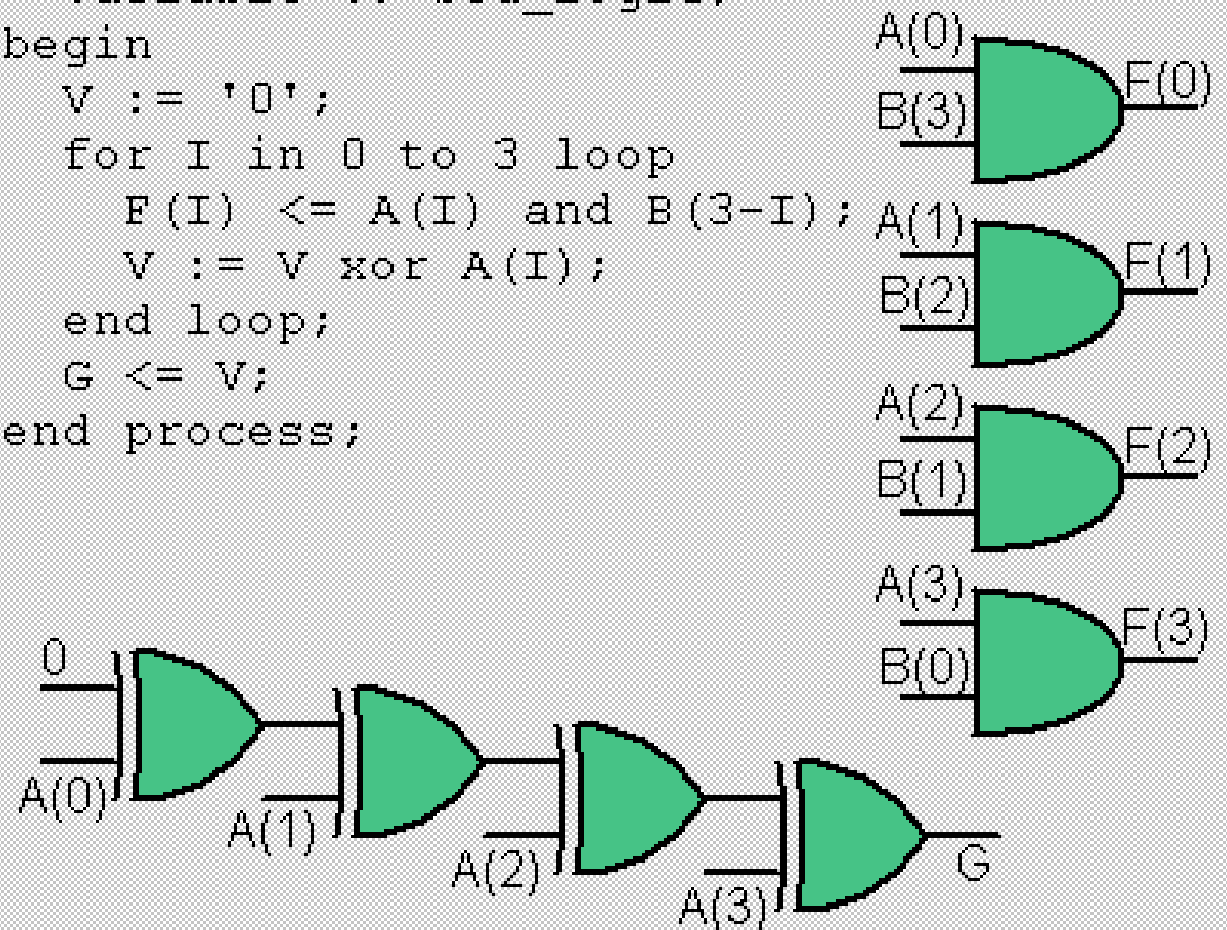 begin
V := '0';
for I in 0 to 3 loop
F(I) <= A(I) and B(3-I);
V := V xor A(I);
end loop;
G <= V;
end process;
A(0)
B(3)
F(0)
A(1)
B(2)
F(1)
A(2)
B(1)
F(2)
A(3)
B(0)
F(3)
0
A(0)
A(1)
A(2)
A(3)
G